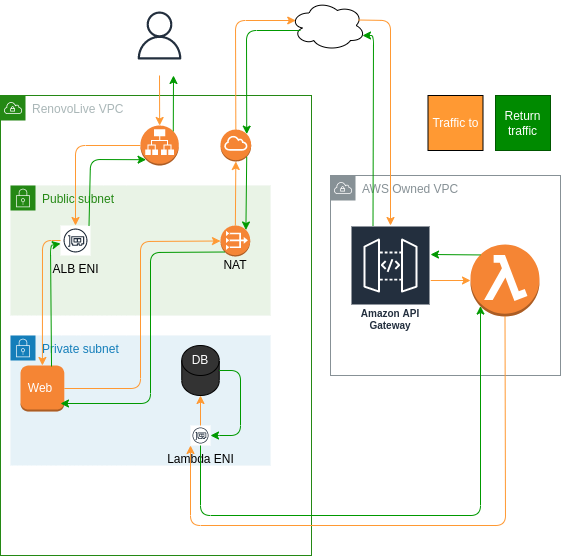 RenovoLive VPC
Traffic to
Return
traffic
Public subnet
AWS Owned VPC
ALB ENI
NAT
Amazon API
Gateway
Private subnet
DB
Web
Lambda ENI